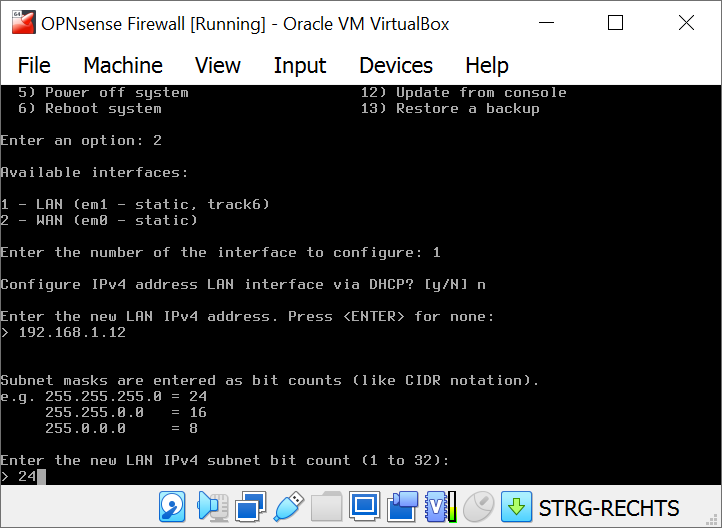 64
OPNsense Firewall [Running] - Oracle VM VirtualBox
File Machine View Input Devices Help
5) Power off system 12) Update from console
6) Reboot system 13) Restore a backup
Enter an option: 2
Available interfaces:
1 - LAN (em1 - static, track6)
2 - WAN (em0 - static)
Enter the number of the interface to configure: 1
Configure IPv4 address LAN interface via DHCP? [y/N] n
Enter the new LAN IPv4 address. Press <ENTER> for none:
> 192.168.1.12
Subnet masks are entered as bit counts (like CIDR notation).
e.g. 255.255.255.0 = 24
255.255.0.0 = 16
255.0.0.0 = 8
Enter the new LAN IPv4 subnet bit count (1 to 32):
> 24
V
STRG-RECHTS